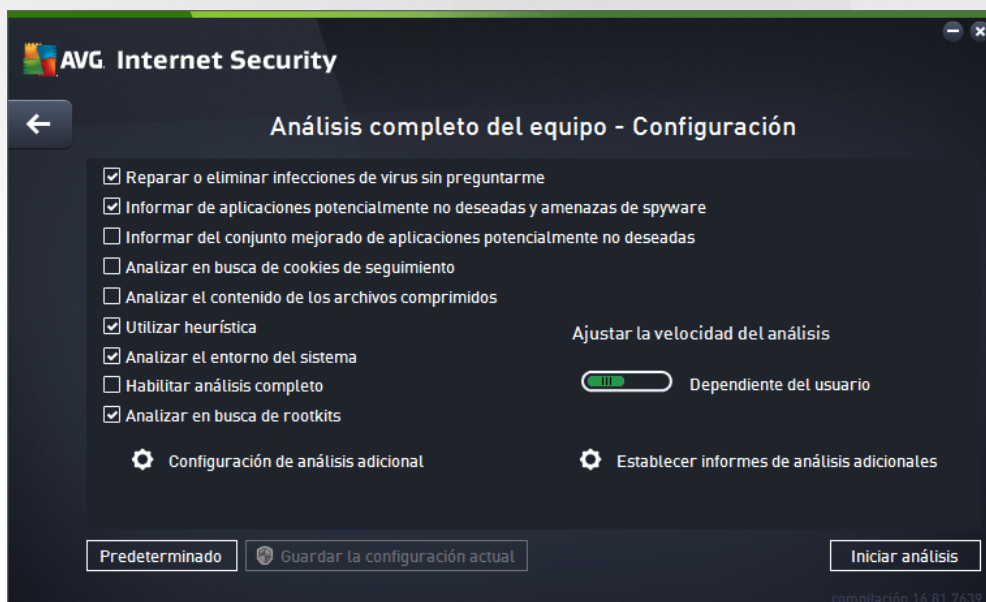 AVG. Internet Security
Análisis completo del equipo - Configuración
Reparar o eliminar infecciones de virus sin preguntarme
Informar de aplicaciones potencialmente no deseadas y amenazas de spyware
Informar del conjunto mejorado de aplicaciones potencialmente no deseadas
Analizar en busca de cookies de seguimiento
Analizar el contenido de los archivos comprimidos
Utilizar heurística
Analizar el entorno del sistema
Habilitar análisis completo
Analizar en busca de rootkits
Ajustar la velocidad del análisis
Dependiente del usuario
Configuración de análisis adicional
Establecer informes de análisis adicionales
Predeterminado
Guardar la configuración actual
Iniciar análisis
compilación 16.81.7639